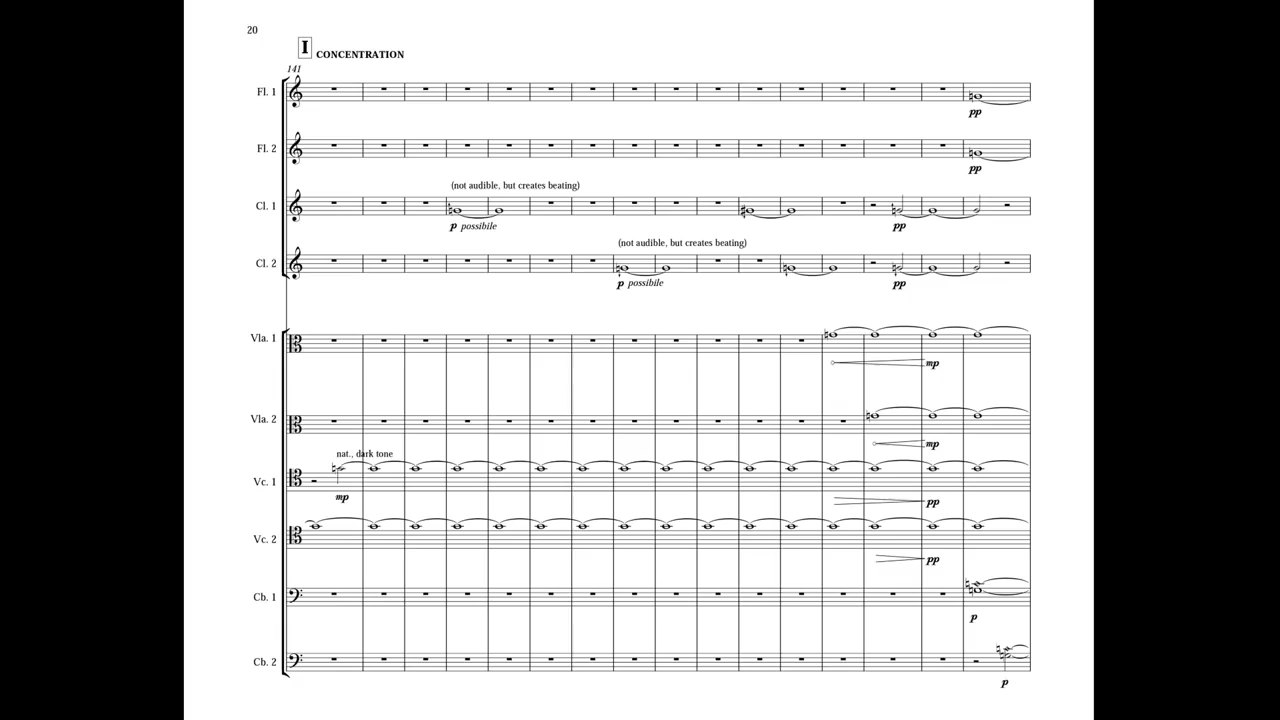 20
I CONCENTRATION
141
Fl. 1
pp
Fl. 2
pp
(not audible, but creates beating)
Cl. 1
p possibile
pp
(not audible, but creates beating)
Cl. 2
p possibile
pp
Vla. 1
mp
Vla. 2
mp
nat., dark tone
Vc. 1
mp
pp
Vc. 2
pp
Cb. 1
p
Cb. 2
p